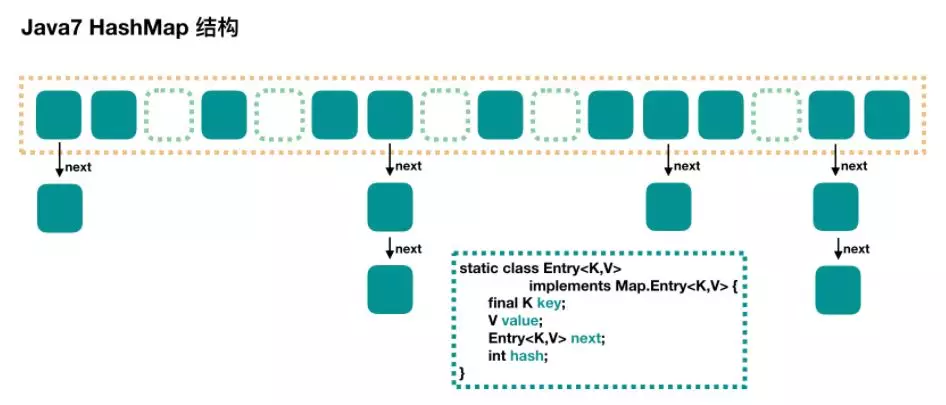 Java7 HashMap 结构
next
next
next
next
next
next
static class Entry<K,V>
implements Map.Entry<K,V> {
final K key;
V value;
Entry<K,V> next;
int hash;
}